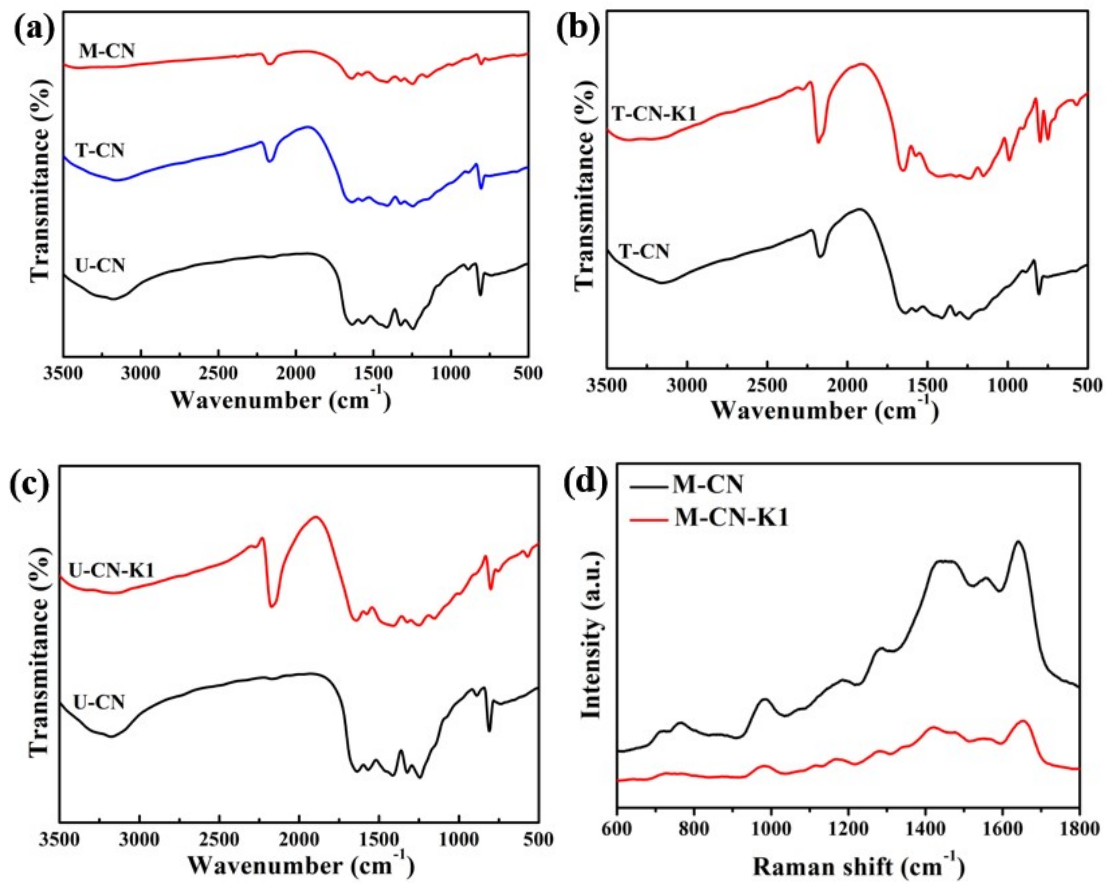 (a)
M-CN
T-CN
U-CN
Transmitance (%)
3500 3000 2500 2000 1500 1000 500
Wavenumber (cm-1)
(b)
T-CN-K1
T-CN
Transmitance (%)
3500 3000 2500 2000 1500 1000 500
Wavenumber (cm-1)
(c)
U-CN-K1
U-CN
Transmitance (%)
3500 3000 2500 2000 1500 1000 500
Wavenumber (cm-1)
(d)
M-CN
M-CN-K1
Intensity (a.u.)
600 800 1000 1200 1400 1600 1800
Raman shift (cm-1)